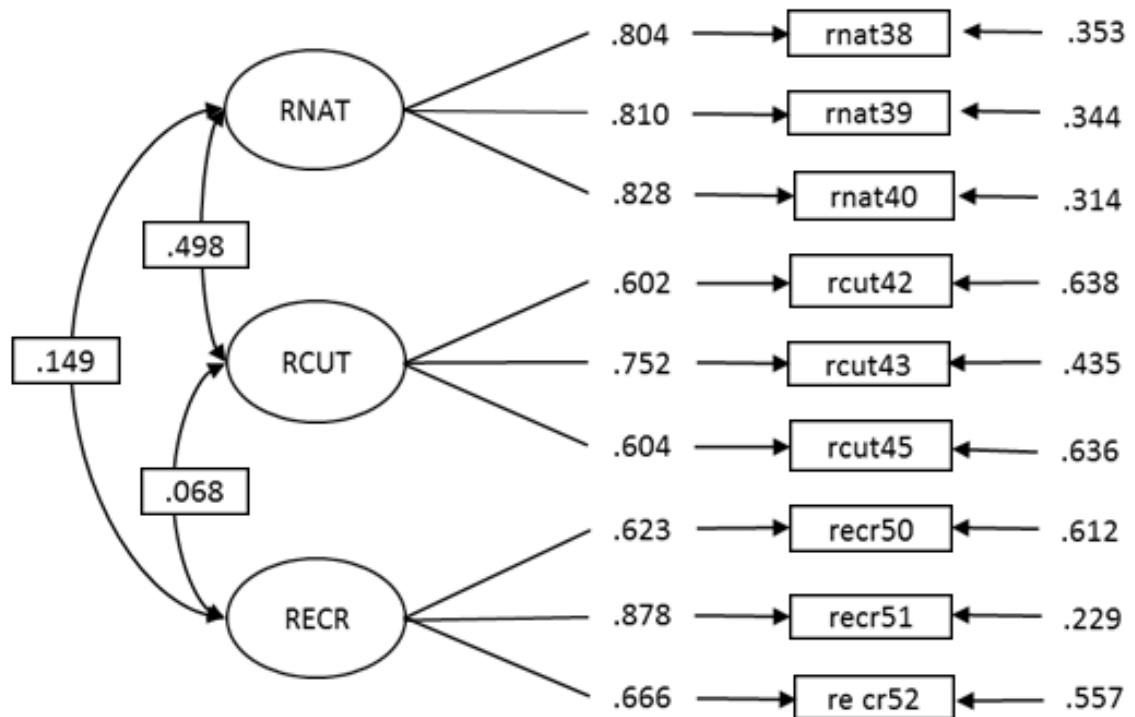 .804 rnat38 .353
RNAT
.810 rnat39 .344
.828 rnat40 .314
.498
.602 rcut42 .638
.149
RCUT
.752 rcut43 .435
.604 rcut45 .636
.068
.623 recr50 .612
RECR
.878 recr51 .229
.666 re cr52 .557